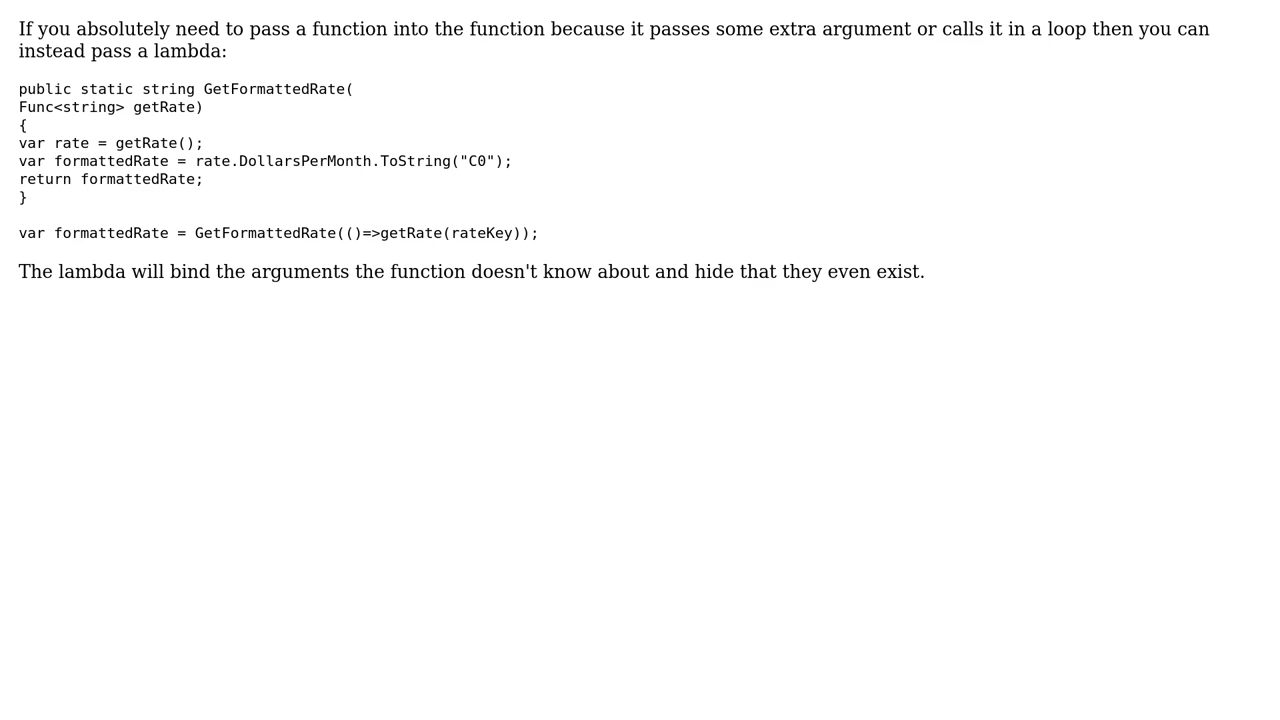 If you absolutely need to pass a function into the function because it passes some extra argument or calls it in a loop then you can
instead pass a lambda:
public static string GetFormattedRate(
Func<string> getRate)
{
var rate = getRate();
var formattedRate = rate.DollarsPerMonth.ToString("C0");
return formattedRate;
}
var formattedRate = GetFormattedRate(()=>getRate(rateKey));
The lambda will bind the arguments the function doesn't know about and hide that they even exist.